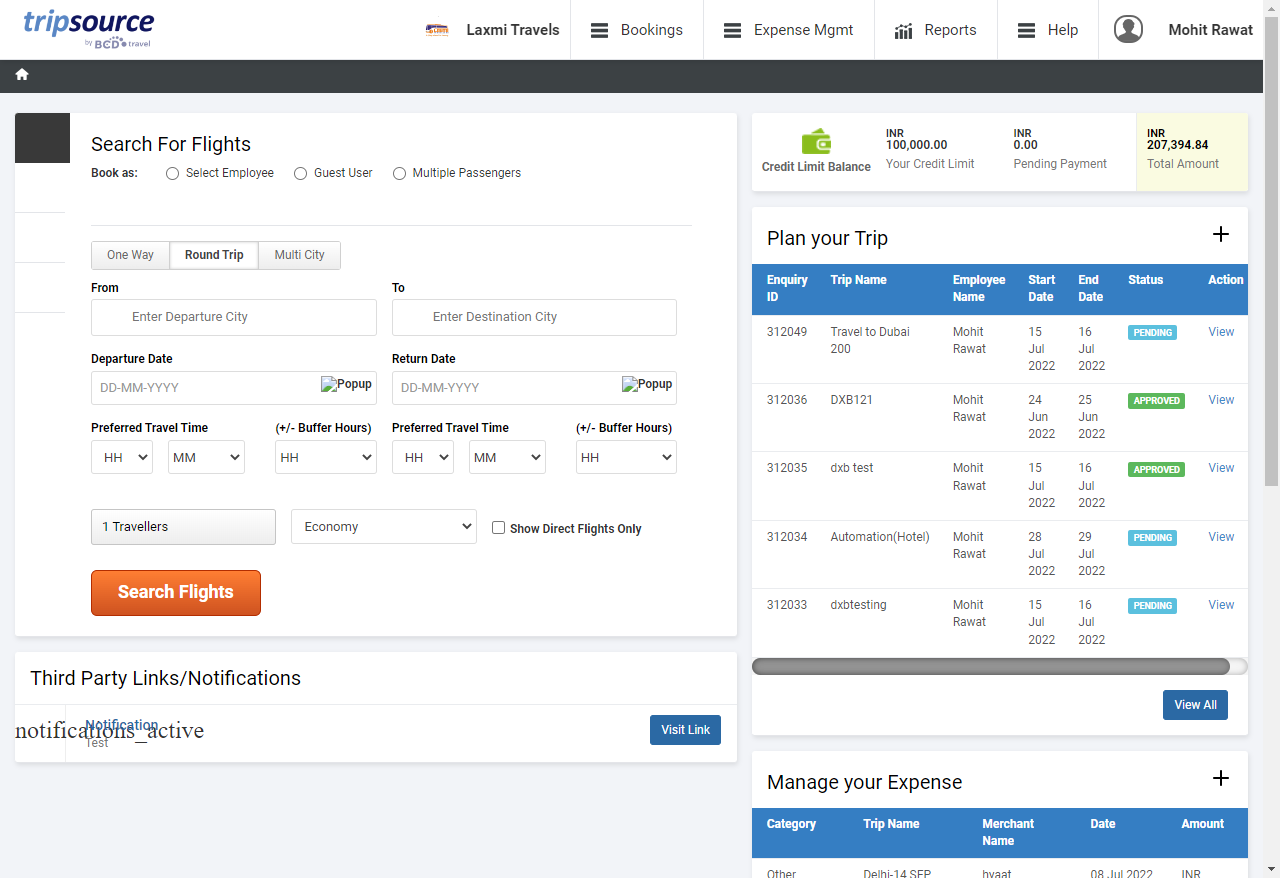 tripsource
by BCD travel
Laxmi Travels
Bookings
Expense Mgmt
Reports
Help
Mohit Rawat
Search For Flights
Book as: Select Employee Guest User Multiple Passengers
One Way Round Trip Multi City
From To
Enter Departure City Enter Destination City
Departure Date Return Date
DD-MM-YYYY Popup DD-MM-YYYY Popup
Preferred Travel Time (+/- Buffer Hours) Preferred Travel Time (+/- Buffer Hours)
HH MM HH HH MM HH
1 Travellers Economy Show Direct Flights Only
Search Flights
Third Party Links/Notifications
Notification
notifications_active
Test
Visit Link
Credit Limit Balance
INR
100,000.00
Your Credit Limit
INR
0.00
Pending Payment
INR
207,394.84
Total Amount
Plan your Trip
Enquiry ID Trip Name Employee Name Start Date End Date Status Action
312049 Travel to Dubai 200 Mohit Rawat 15 Jul 2022 16 Jul 2022 PENDING View
312036 DXB121 Mohit Rawat 24 Jun 2022 25 Jun 2022 APPROVED View
312035 dxb test Mohit Rawat 15 Jul 2022 16 Jul 2022 APPROVED View
312034 Automation(Hotel) Mohit Rawat 28 Jul 2022 29 Jul 2022 PENDING View
312033 dxbtesting Mohit Rawat 15 Jul 2022 16 Jul 2022 PENDING View
View All
Manage your Expense
Category Trip Name Merchant Name Date Amount
Other Delhi-14 SEP hyaat 08 Jul 2022 INR